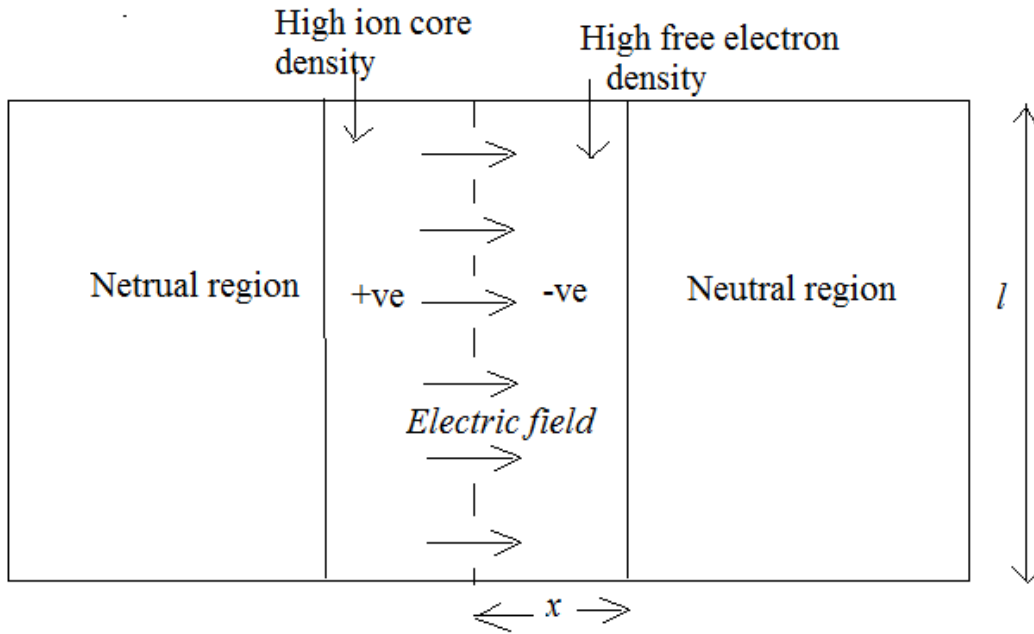 High ion core
density
High free electron
density
Netrual region
+ve
-ve
Neutral region
l
Electric field
x